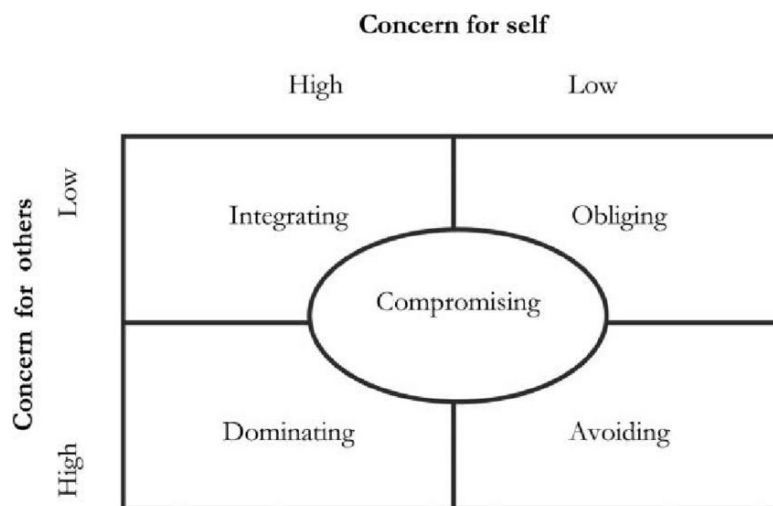 Concern for self
High Low
Low
Integrating Obliging
Concern for others
Compromising
Dominating Avoiding
High